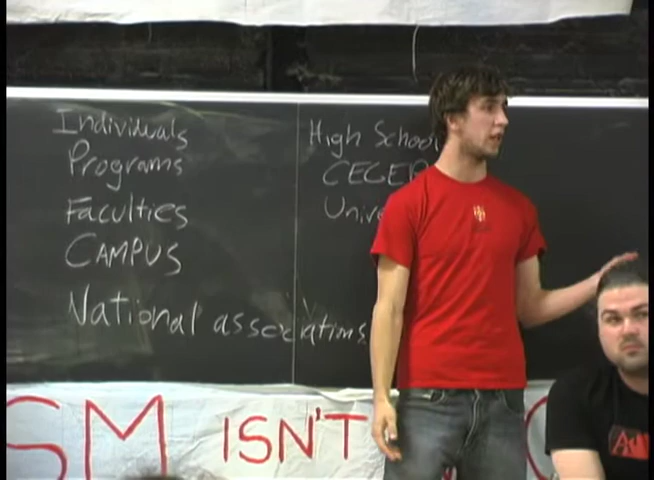 Individuals
Programs
Faculties
CAMPUS
National associations
High School
CEGEP
SM ISN'T